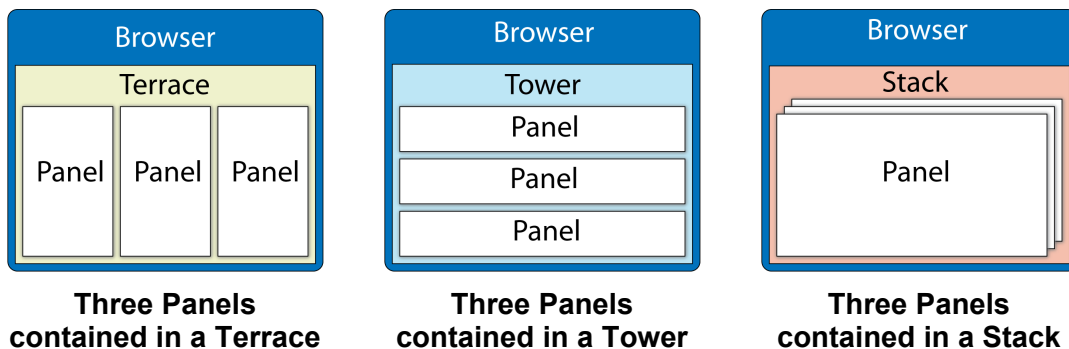 Browser
Terrace
Panel Panel Panel
Three Panels
contained in a Terrace
Browser
Tower
Panel
Panel
Panel
Three Panels
contained in a Tower
Browser
Stack
Panel
Three Panels
contained in a Stack